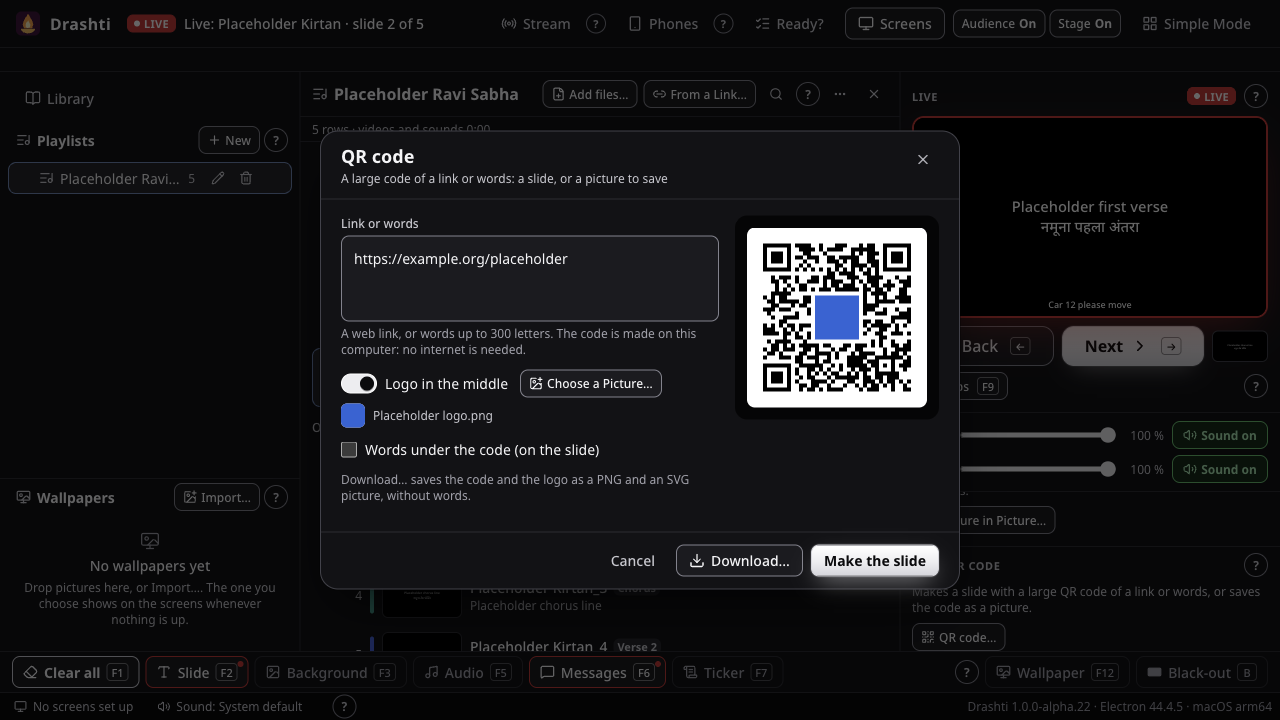 Drashti
LIVE
Live: Placeholder Kirtan · slide 2 of 5
Stream
?
Phones
?
Ready?
Screens
Audience On
Stage On
Simple Mode
Library
Playlists
New
?
Placeholder Ravi...
5
Placeholder Ravi Sabha
Add files...
From a Link...
?
5 rows · videos and sounds 0:00
LIVE
LIVE
?
Placeholder first verse
नमूना पहला अंतरा
Car 12 please move
Back
Next
F9
?
100 %
Sound on
100 %
Sound on
ure in Picture...
R CODE
?
Makes a slide with a large QR code of a link or words, or saves
the code as a picture.
QR code...
QR code
A large code of a link or words: a slide, or a picture to save
Link or words
https://example.org/placeholder
A web link, or words up to 300 letters. The code is made on this
computer: no internet is needed.
Logo in the middle
Choose a Picture...
Placeholder logo.png
Words under the code (on the slide)
Download... saves the code and the logo as a PNG and an SVG
picture, without words.
Cancel
Download...
Make the slide
Wallpapers
Import...
?
No wallpapers yet
Drop pictures here, or Import.... The one you
choose shows on the screens whenever
nothing is up.
4
Placeholder Kirtan_3
Chorus
Placeholder chorus line
Placeholder Kirtan_4
Verse 2
Clear all F1
Slide F2
Background F3
Audio F5
Messages F6
Ticker F7
?
Wallpaper F12
Black-out B
No screens set up
Sound: System default
?
Drashti 1.0.0-alpha.22 · Electron 44.4.5 · macOS arm64